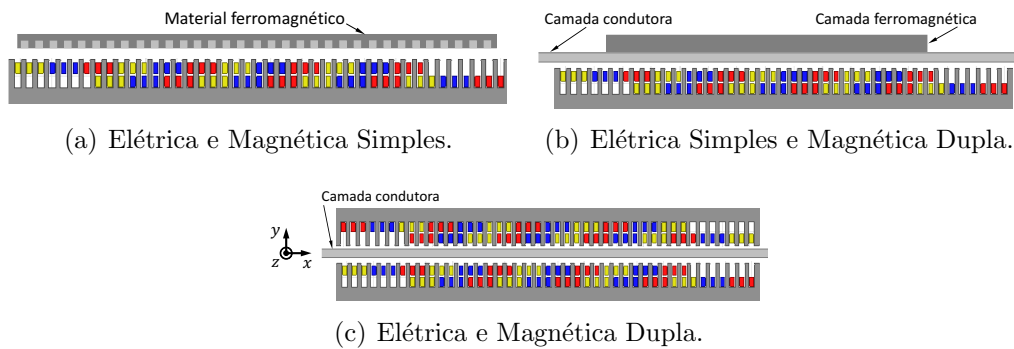 Material ferromagnético
Camada condutora
Camada ferromagnética
(a) Elétrica e Magnética Simples.
(b) Elétrica Simples e Magnética Dupla.
Camada condutora
y
z
x
(c) Elétrica e Magnética Dupla.